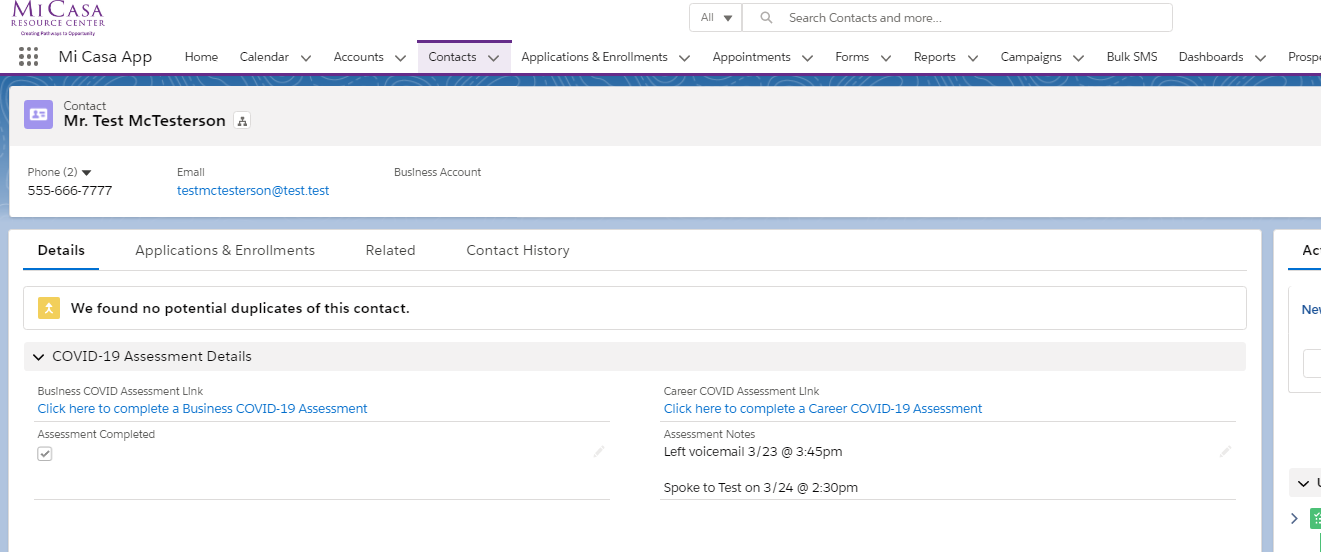 MI CASA
RESOURCE CENTER
Creating Pathways to Opportunity
All
Search Contacts and more...
Mi Casa App
Home
Calendar
Accounts
Contacts
Applications & Enrollments
Appointments
Forms
Reports
Campaigns
Bulk SMS
Dashboards
Contact
Mr. Test McTesterson
Phone (2)
Email
Business Account
555-666-7777
testmctesterson@test.test
Details
Applications & Enrollments
Related
Contact History
We found no potential duplicates of this contact.
COVID-19 Assessment Details
Business COVID Assessment Link
Career COVID Assessment Link
Click here to complete a Business COVID-19 Assessment
Click here to complete a Career COVID-19 Assessment
Assessment Completed
Assessment Notes
Left voicemail 3/23 @ 3:45pm
Spoke to Test on 3/24 @ 2:30pm